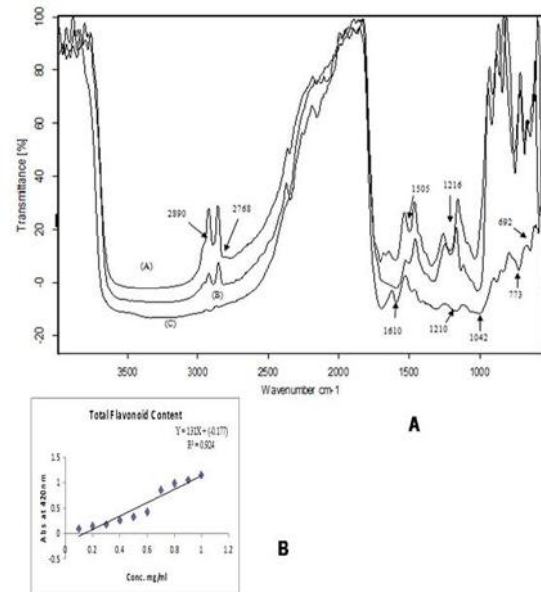 100
80
60
40
20
-0
-20
Transmittance [%]
2890
2768
1505
1216
692
(A)
(B)
(C)
1610
1210
1042
773
3500
3000
2500
2000
1500
1000
Wavenumber cm-1
A
Total Flavonoid Content
Y = 131X + (-0.177)
R² = 0.924
1.5
1
0.5
0
-0.5
Abs at 420nm
0
0.2
0.4
0.6
0.8
1
1.2
Conc. mg/ml
B